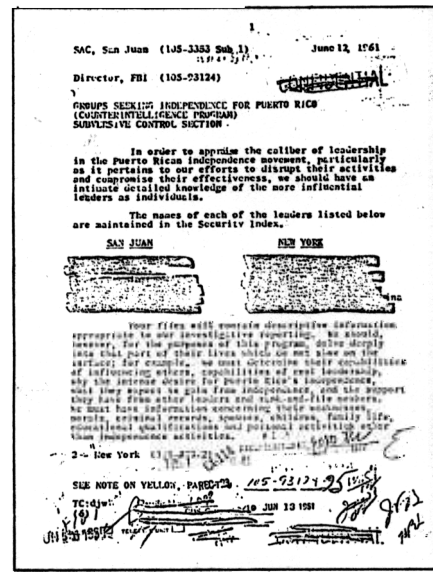 1
SAC, San Juan (105-3353 Sub 1) June 12, 1961
Director, FBI (105-93124) CONFIDENTIAL
GROUPS SEEKING INDEPENDENCE FOR PUERTO RICO
(COUNTERINTELLIGENCE PROGRAM)
SUBVERSIVE CONTROL SECTION
In order to appraise the caliber of leadership
in the Puerto Rican independence movement, particularly
as it pertains to our efforts to disrupt their activities
and compromise their effectiveness, we should have an
intimate detailed knowledge of the more influential
leaders as individuals.
The names of each of the leaders listed below
are maintained in the Security Index.
SAN JUAN NEW YORK
Your files will contain descriptive information
appropriate to our investigative reporting. We should,
however, for the purposes of this program, delve deeply
into that part of their lives which do not show on the
surface; for example, we must determine their capabilities
of influencing others, capabilities of real leadership,
why the intense desire for Puerto Rico's independence,
what they expect to gain from independence, and the support
they have from other leaders and rank-and-file members.
We must have information concerning their weaknesses,
morals, criminal records, spouses, children, family life,
educational qualifications and personal activities other
than independence activities.
2 - New York
SEE NOTE ON YELLOW, 105-93124-95
TC:djw
(6) 19 JUN 13 1961